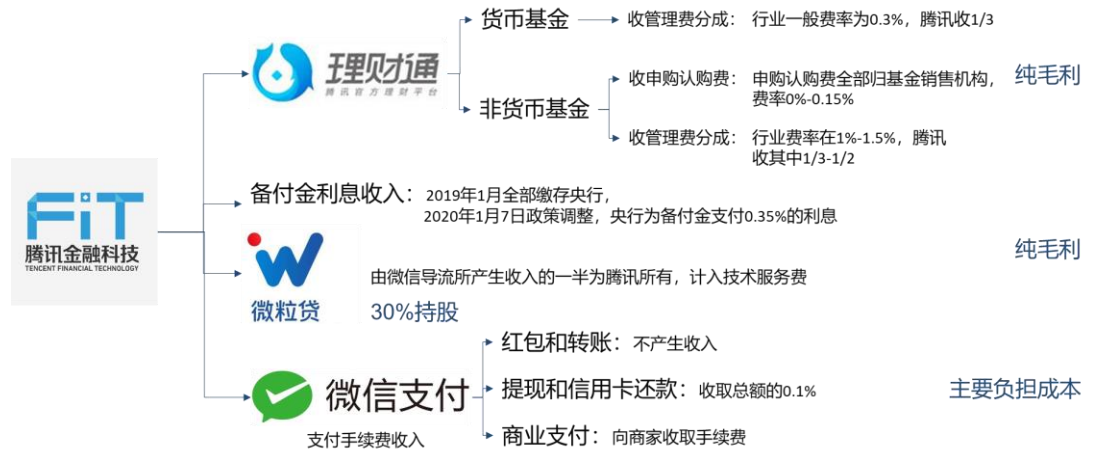 货币基金
收管理费分成： 行业一般费率为0.3%，腾讯收1/3
理财通
腾讯官方理财平台
收申购认购费： 申购认购费全部归基金销售机构，
费率0%-0.15%
纯毛利
非货币基金
收管理费分成： 行业费率在1%-1.5%，腾讯
收其中1/3-1/2
FiT
腾讯金融科技
TENCENT FINANCIAL TECHNOLOGY
备付金利息收入：2019年1月全部缴存央行，
2020年1月7日政策调整，央行为备付金支付0.35%的利息
纯毛利
微粒贷
由微信导流所产生收入的一半为腾讯所有，计入技术服务费
30%持股
红包和转账：不产生收入
微信支付
提现和信用卡还款：收取总额的0.1%
主要负担成本
支付手续费收入
商业支付：向商家收取手续费